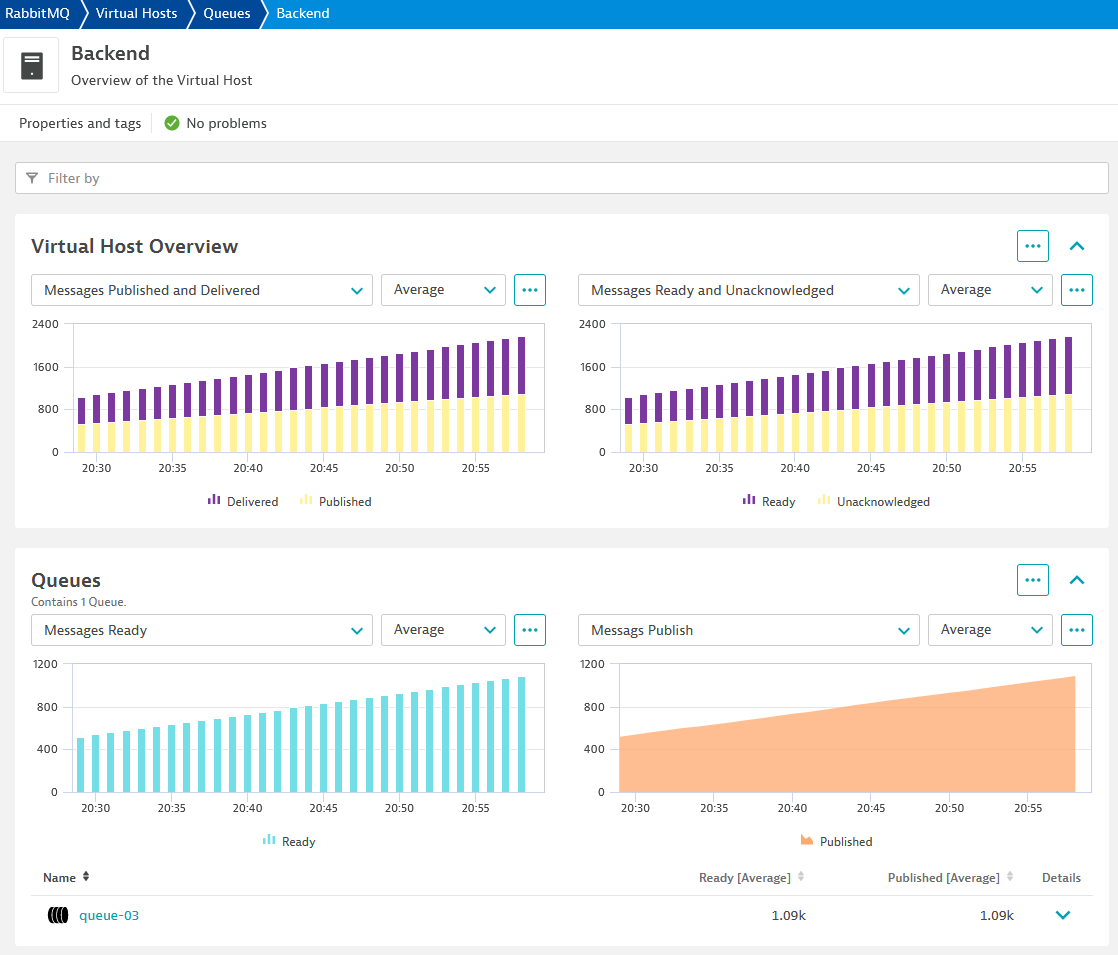 RabbitMQ Virtual Hosts Queues Backend
Backend
Overview of the Virtual Host
Properties and tags No problems
Filter by
Virtual Host Overview
Messages Published and Delivered Average Messages Ready and Unacknowledged Average
2400 2400
1600 1600
800 800
0 0
20:30 20:35 20:40 20:45 20:50 20:55 20:30 20:35 20:40 20:45 20:50 20:55
Delivered Published Ready Unacknowledged
Queues
Contains 1 Queue.
Messages Ready Average Messags Publish Average
1200 1200
800 800
400 400
0 0
20:30 20:35 20:40 20:45 20:50 20:55 20:30 20:35 20:40 20:45 20:50 20:55
Ready Published
Name Ready [Average] Published [Average] Details
queue-03 1.09k 1.09k